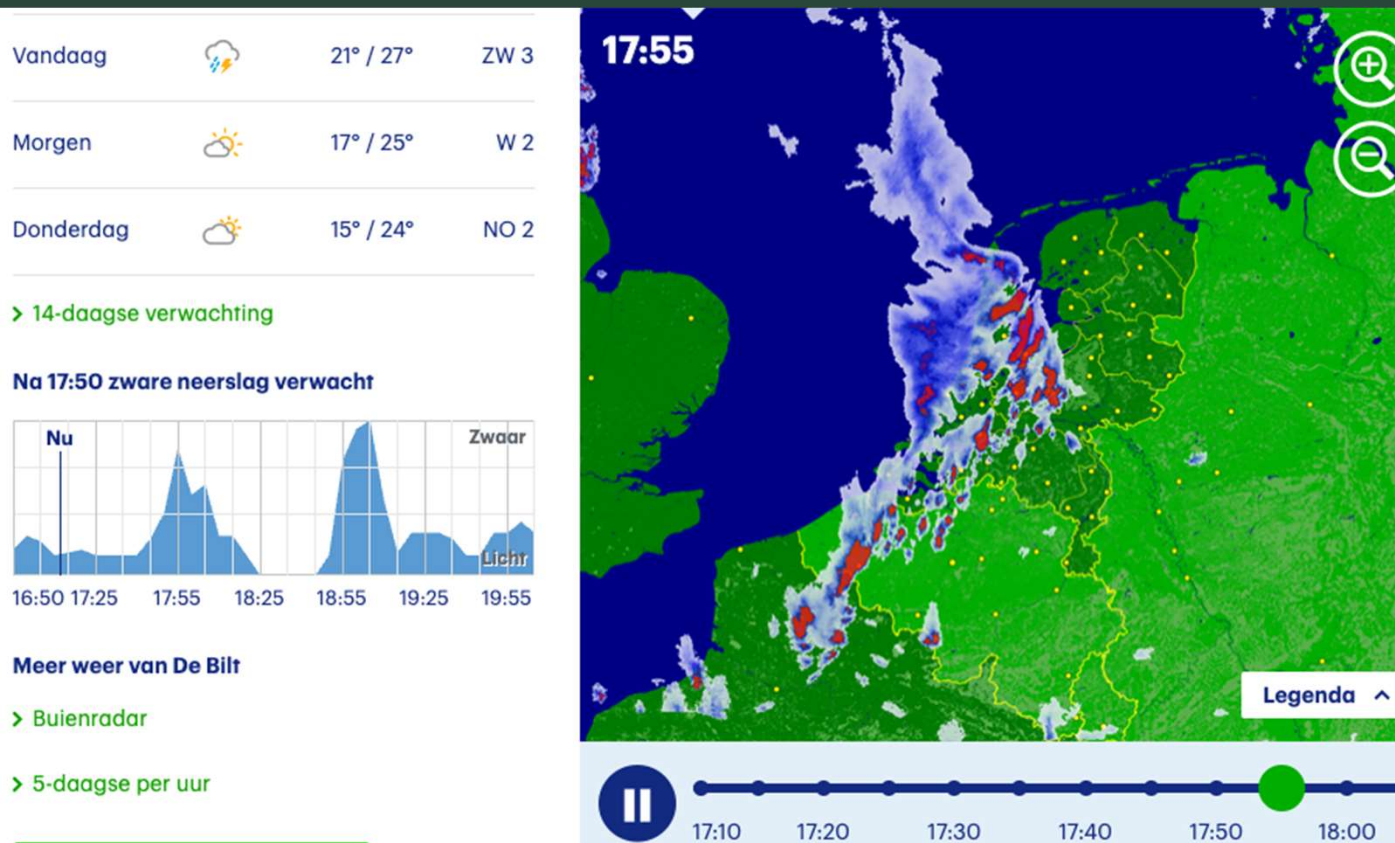 Vandaag 21° / 27° ZW 3
Morgen 17° / 25° W 2
Donderdag 15° / 24° NO 2
> 14-daagse verwachting
Na 17:50 zware neerslag verwacht
Nu Zwaar
Licht
16:50 17:25 17:55 18:25 18:55 19:25 19:55
Meer weer van De Bilt
> Buienradar
> 5-daagse per uur
17:55
Legenda
17:10 17:20 17:30 17:40 17:50 18:00